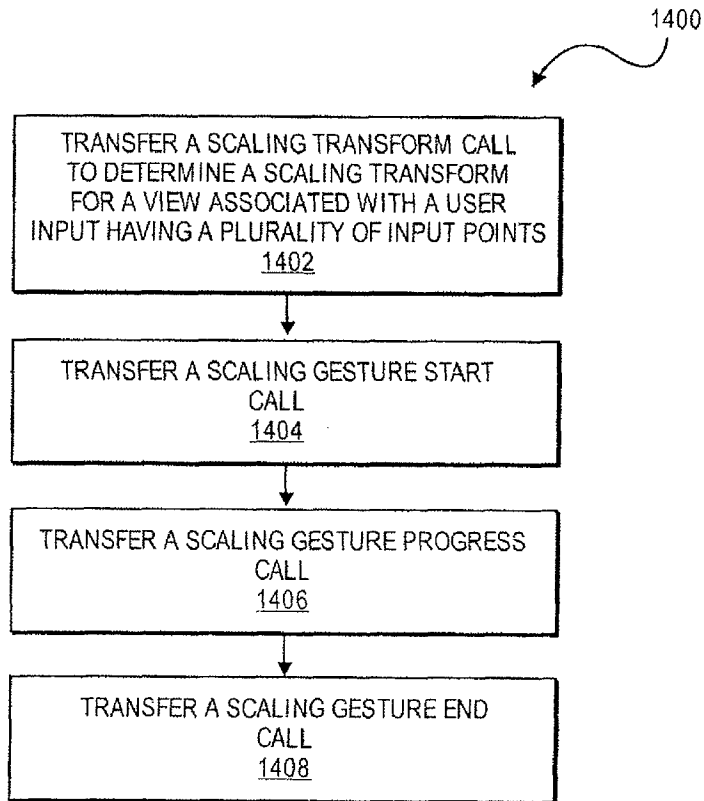 1400
TRANSFER A SCALING TRANSFORM CALL
TO DETERMINE A SCALING TRANSFORM
FOR A VIEW ASSOCIATED WITH A USER
INPUT HAVING A PLURALITY OF INPUT POINTS
1402
TRANSFER A SCALING GESTURE START
CALL
1404
TRANSFER A SCALING GESTURE PROGRESS
CALL
1406
TRANSFER A SCALING GESTURE END
CALL
1408